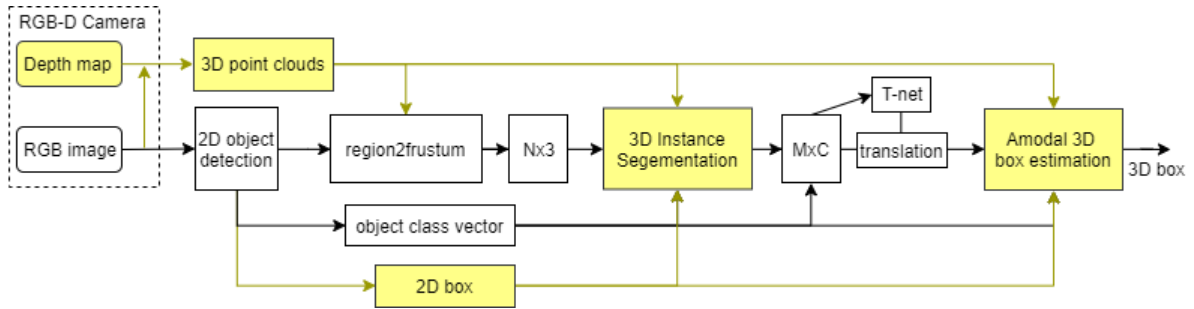 RGB-D Camera
Depth map
3D point clouds
RGB image
2D object
detection
region2frustum
Nx3
3D Instance
Segementation
MxC
T-net
translation
Amodal 3D
box estimation
3D box
object class vector
2D box